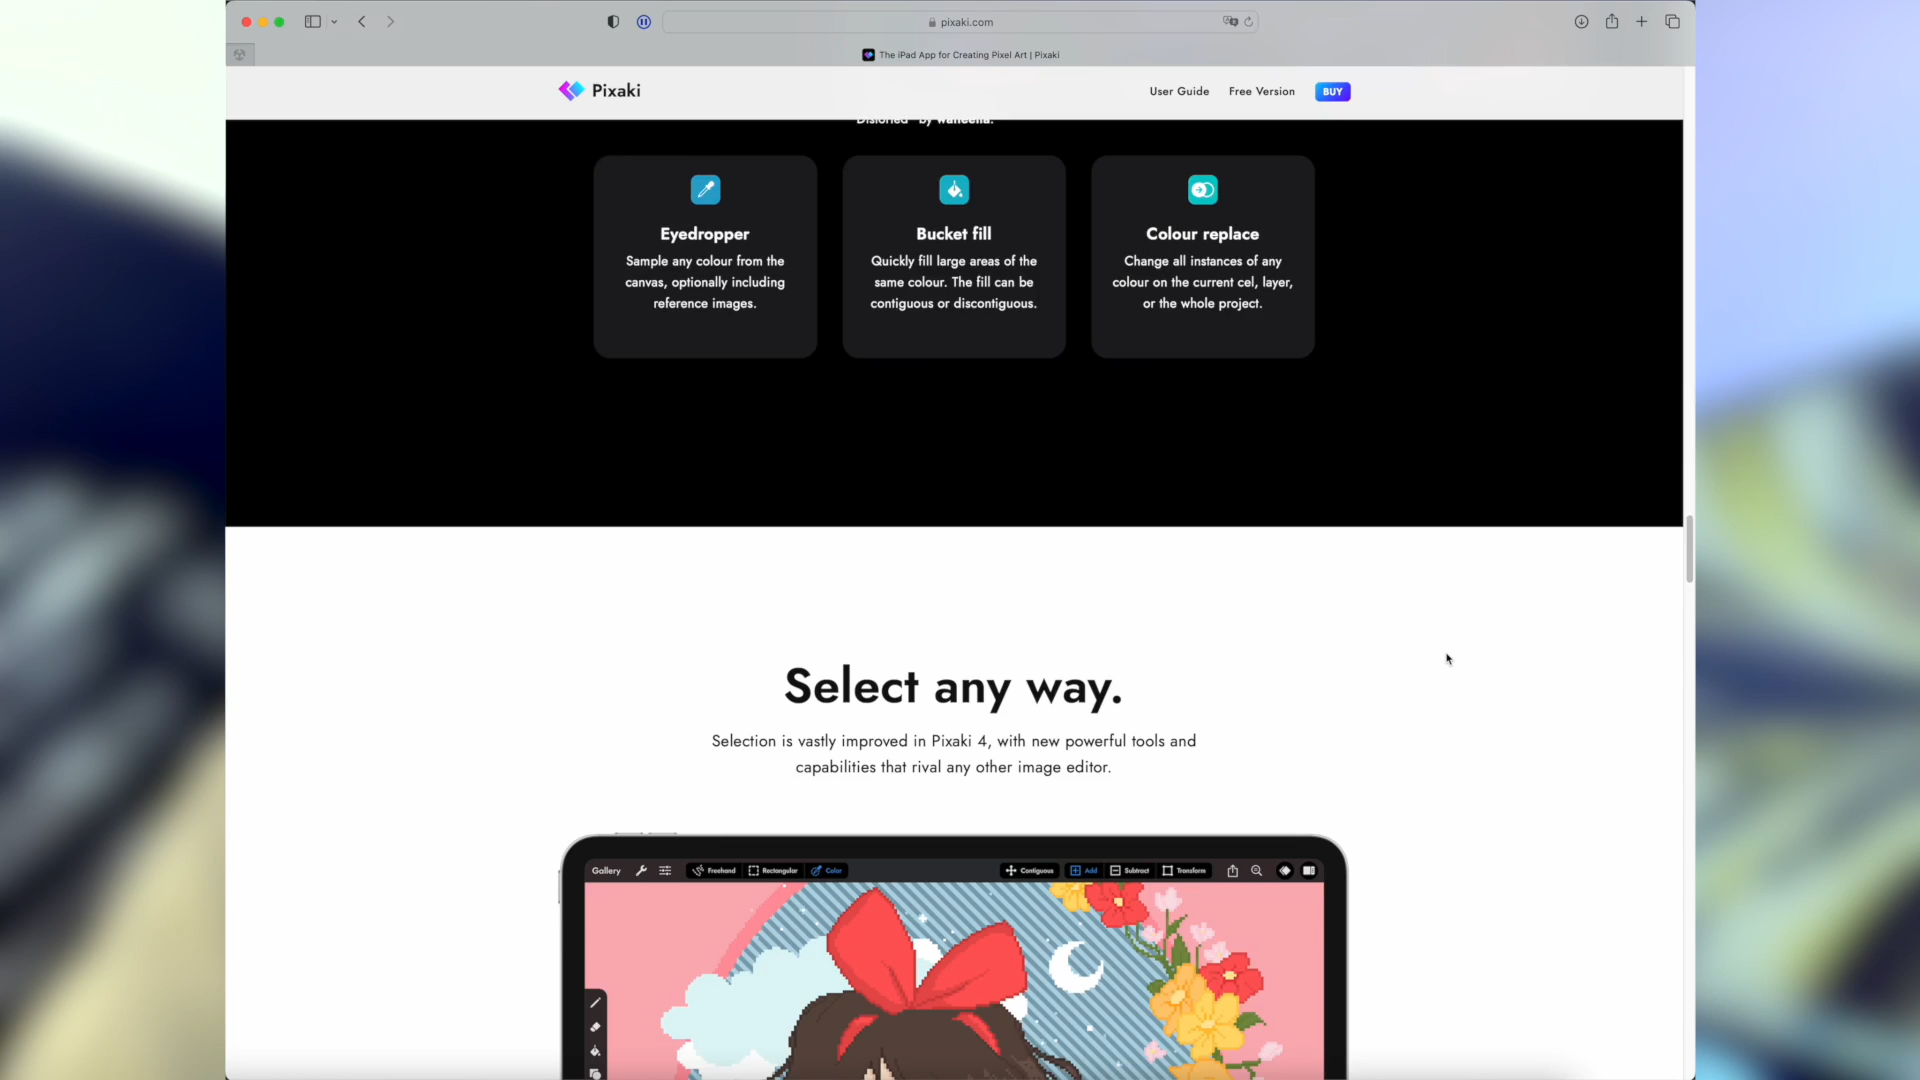 pixaki.com
The iPad App for Creating Pixel Art | Pixaki
Pixaki
User Guide
Free Version
BUY
Distorted" by waneella.
Eyedropper
Sample any colour from the
canvas, optionally including
reference images.
Bucket fill
Quickly fill large areas of the
same colour. The fill can be
contiguous or discontiguous.
Colour replace
Change all instances of any
colour on the current cel, layer,
or the whole project.
Select any way.
Selection is vastly improved in Pixaki 4, with new powerful tools and
capabilities that rival any other image editor.
Gallery
Freehand
Rectangular
Color
Contiguous
Add
Subtract
Transform